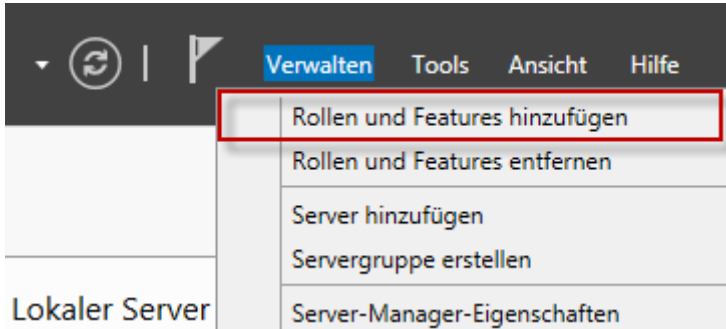 Verwalten Tools Ansicht Hilfe
Rollen und Features hinzufügen
Rollen und Features entfernen
Server hinzufügen
Servergruppe erstellen
Lokaler Server
Server-Manager-Eigenschaften